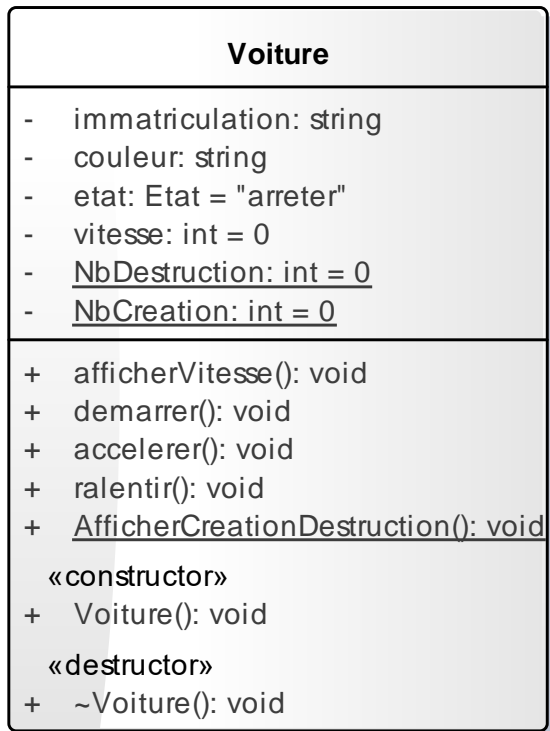 Voiture
- immatriculation: string
- couleur: string
- etat: Etat = "arreter"
- vitesse: int = 0
- NbDestruction: int = 0
- NbCreation: int = 0
+ afficherVitesse(): void
+ demarrer(): void
+ accelerer(): void
+ ralentir(): void
+ AfficherCreationDestruction(): void
«constructor»
+ Voiture(): void
«destructor»
+ ~Voiture(): void